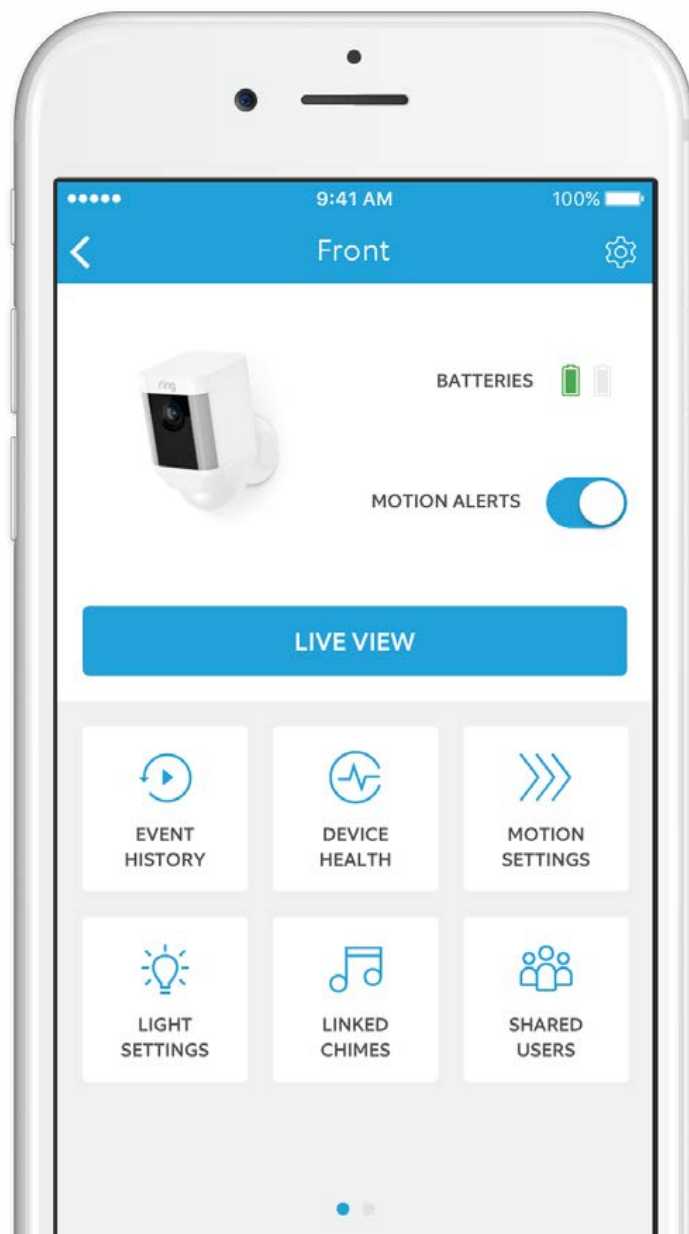 9:41 AM 100%
Front
ring
BATTERIES
MOTION ALERTS
LIVE VIEW
EVENT
HISTORY
DEVICE
HEALTH
MOTION
SETTINGS
LIGHT
SETTINGS
LINKED
CHIMES
SHARED
USERS